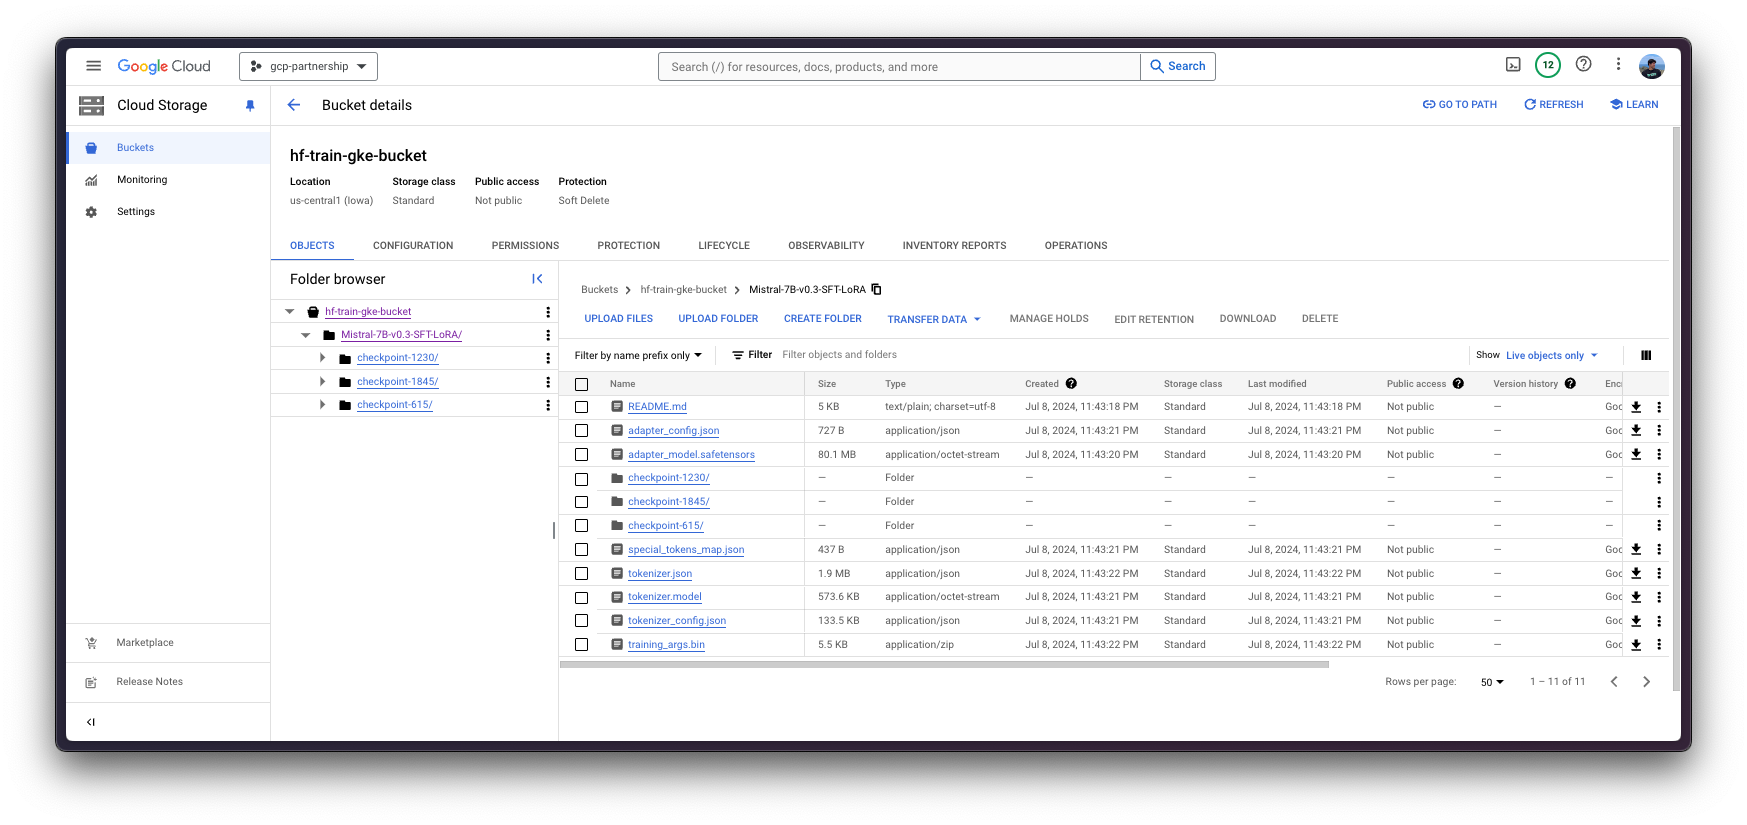 Google Cloud
gcp-partnership
Search (/) for resources, docs, products, and more
Search
12
Cloud Storage
Bucket details
GO TO PATH
REFRESH
LEARN
Buckets
Monitoring
Settings
Marketplace
Release Notes
hf-train-gke-bucket
Location Storage class Public access Protection
us-central1 (Iowa) Standard Not public Soft Delete
OBJECTS CONFIGURATION PERMISSIONS PROTECTION LIFECYCLE OBSERVABILITY INVENTORY REPORTS OPERATIONS
Folder browser
hf-train-gke-bucket
Mistral-7B-v0.3-SFT-LoRA/
checkpoint-1230/
checkpoint-1845/
checkpoint-615/
Buckets > hf-train-gke-bucket > Mistral-7B-v0.3-SFT-LoRA
UPLOAD FILES UPLOAD FOLDER CREATE FOLDER TRANSFER DATA MANAGE HOLDS EDIT RETENTION DOWNLOAD DELETE
Filter by name prefix only Filter Filter objects and folders Show Live objects only
Name Size Type Created Storage class Last modified Public access Version history Enc
README.md 5 KB text/plain; charset=utf-8 Jul 8, 2024, 11:43:18 PM Standard Jul 8, 2024, 11:43:18 PM Not public — Goo
adapter_config.json 727 B application/json Jul 8, 2024, 11:43:21 PM Standard Jul 8, 2024, 11:43:21 PM Not public — Goo
adapter_model.safetensors 80.1 MB application/octet-stream Jul 8, 2024, 11:43:20 PM Standard Jul 8, 2024, 11:43:20 PM Not public — Goo
checkpoint-1230/ — Folder — — — — — —
checkpoint-1845/ — Folder — — — — — —
checkpoint-615/ — Folder — — — — — —
special_tokens_map.json 437 B application/json Jul 8, 2024, 11:43:21 PM Standard Jul 8, 2024, 11:43:21 PM Not public — Goo
tokenizer.json 1.9 MB application/json Jul 8, 2024, 11:43:22 PM Standard Jul 8, 2024, 11:43:22 PM Not public — Goo
tokenizer.model 573.6 KB application/octet-stream Jul 8, 2024, 11:43:21 PM Standard Jul 8, 2024, 11:43:21 PM Not public — Goo
tokenizer_config.json 133.5 KB application/json Jul 8, 2024, 11:43:21 PM Standard Jul 8, 2024, 11:43:21 PM Not public — Goo
training_args.bin 5.5 KB application/zip Jul 8, 2024, 11:43:22 PM Standard Jul 8, 2024, 11:43:22 PM Not public — Goo
Rows per page: 50 1 – 11 of 11